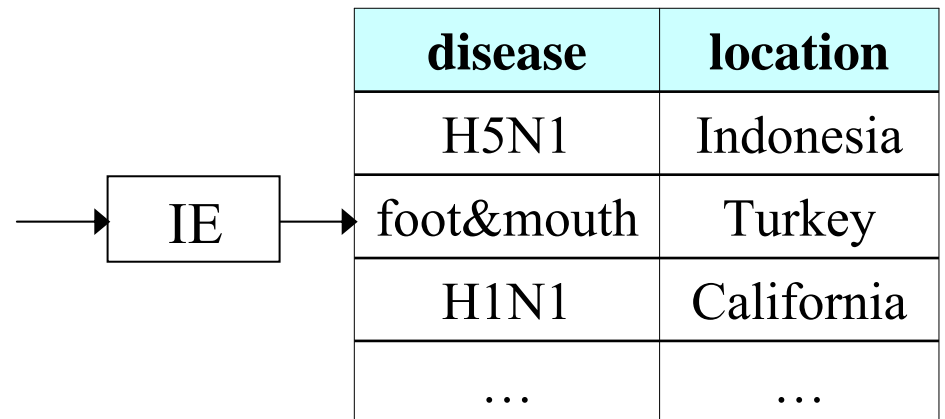 disease location
H5N1 Indonesia
IE foot&mouth Turkey
H1N1 California
… …